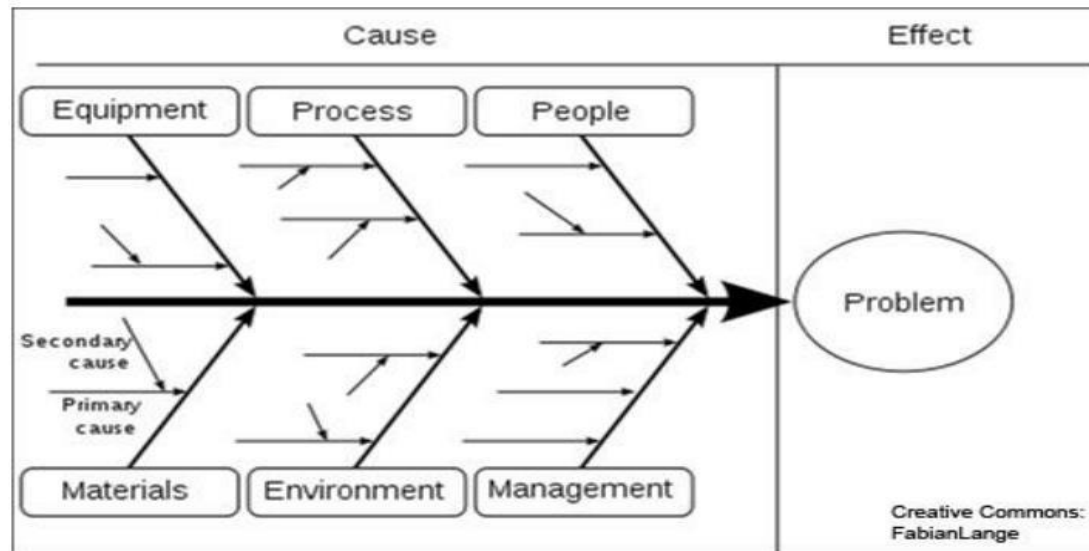 Cause
Effect
Equipment
Process
People
Problem
Secondary
cause
Primary
cause
Materials
Environment
Management
Creative Commons:
FabianLange